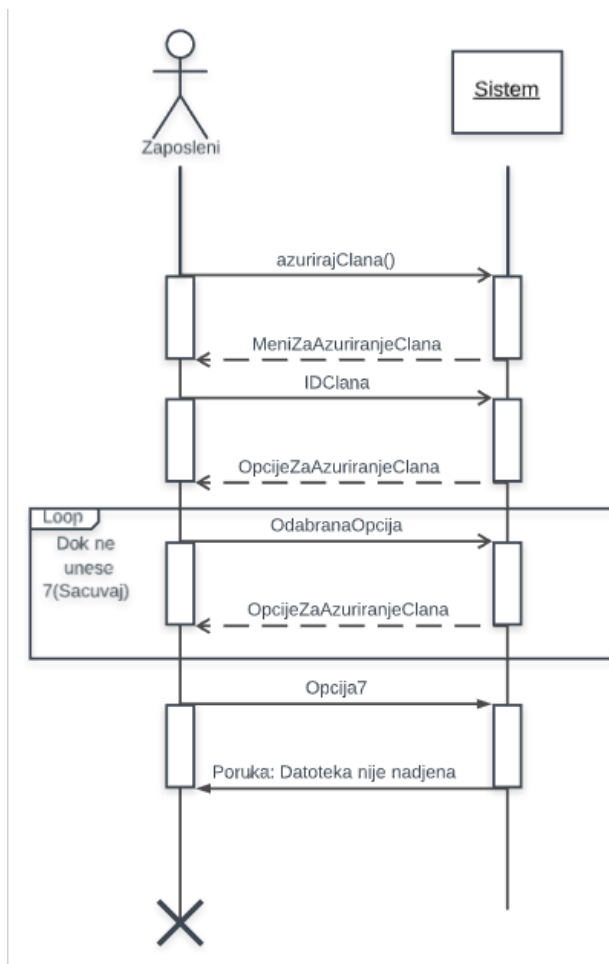 Zaposleni
Sistem
azurirajClana()
MeniZaAzuriranjeClana
IDClana
OpcijeZaAzuriranjeClana
Loop
Dok ne
unese
7(Sacuvaj)
OdabranaOpcija
OpcijeZaAzuriranjeClana
Opcija7
Poruka: Datoteka nije nadjena